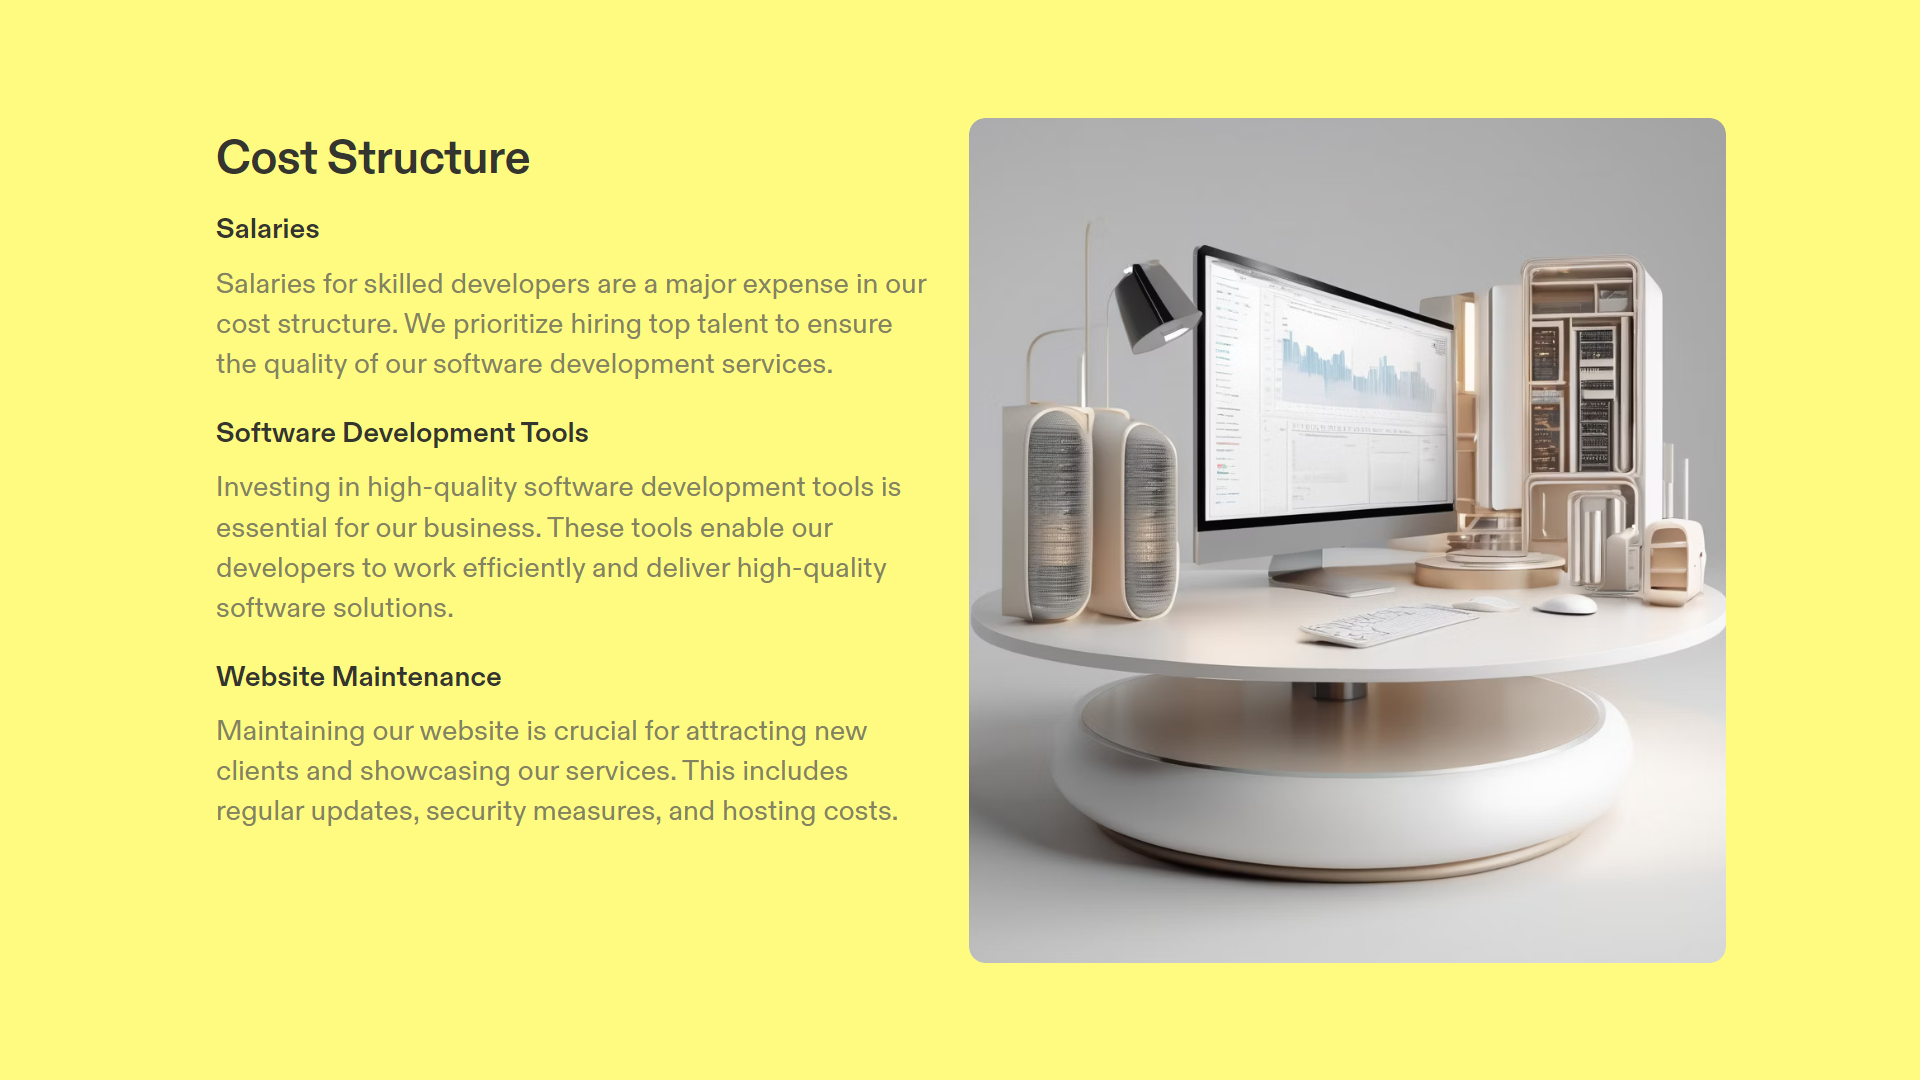 Cost Structure
Salaries
Salaries for skilled developers are a major expense in our
cost structure. We prioritize hiring top talent to ensure
the quality of our software development services.
Software Development Tools
Investing in high-quality software development tools is
essential for our business. These tools enable our
developers to work efficiently and deliver high-quality
software solutions.
Website Maintenance
Maintaining our website is crucial for attracting new
clients and showcasing our services. This includes
regular updates, security measures, and hosting costs.